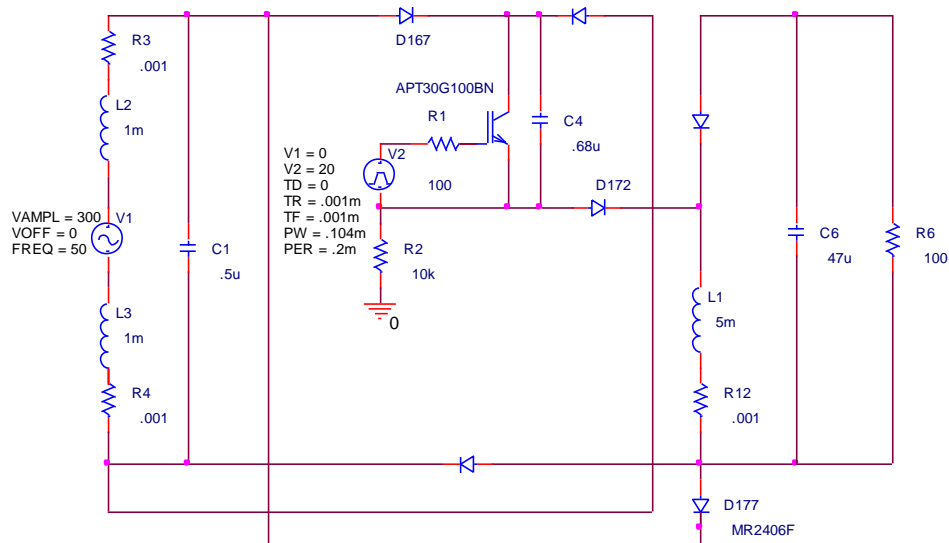 R3
.001
L2
1m
VAMPL = 300
VOFF = 0
FREQ = 50
V1
L3
1m
R4
.001
C1
.5u
D167
APT30G100BN
R1
100
V2
V1 = 0
V2 = 20
TD = 0
TR = .001m
TF = .001m
PW = .104m
PER = .2m
R2
10k
0
C4
.68u
D172
L1
5m
R12
.001
C6
47u
R6
100
D177
MR2406F